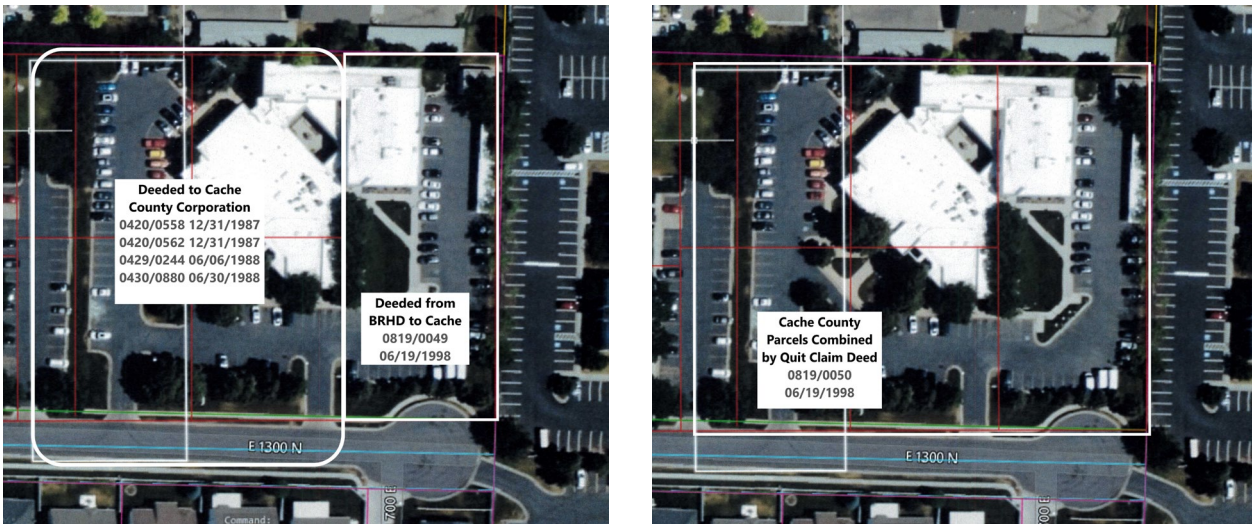 Deeded to Cache
County Corporation
0420/0558 12/31/1987
0420/0562 12/31/1987
0429/0244 06/06/1988
0430/0880 06/30/1988
Deeded from
BRHD to Cache
0819/0049
06/19/1998
E 1300 N
700 E
Command:
Cache County
Parcels Combined
by Quit Claim Deed
0819/0050
06/19/1998
E 1300 N
00 E